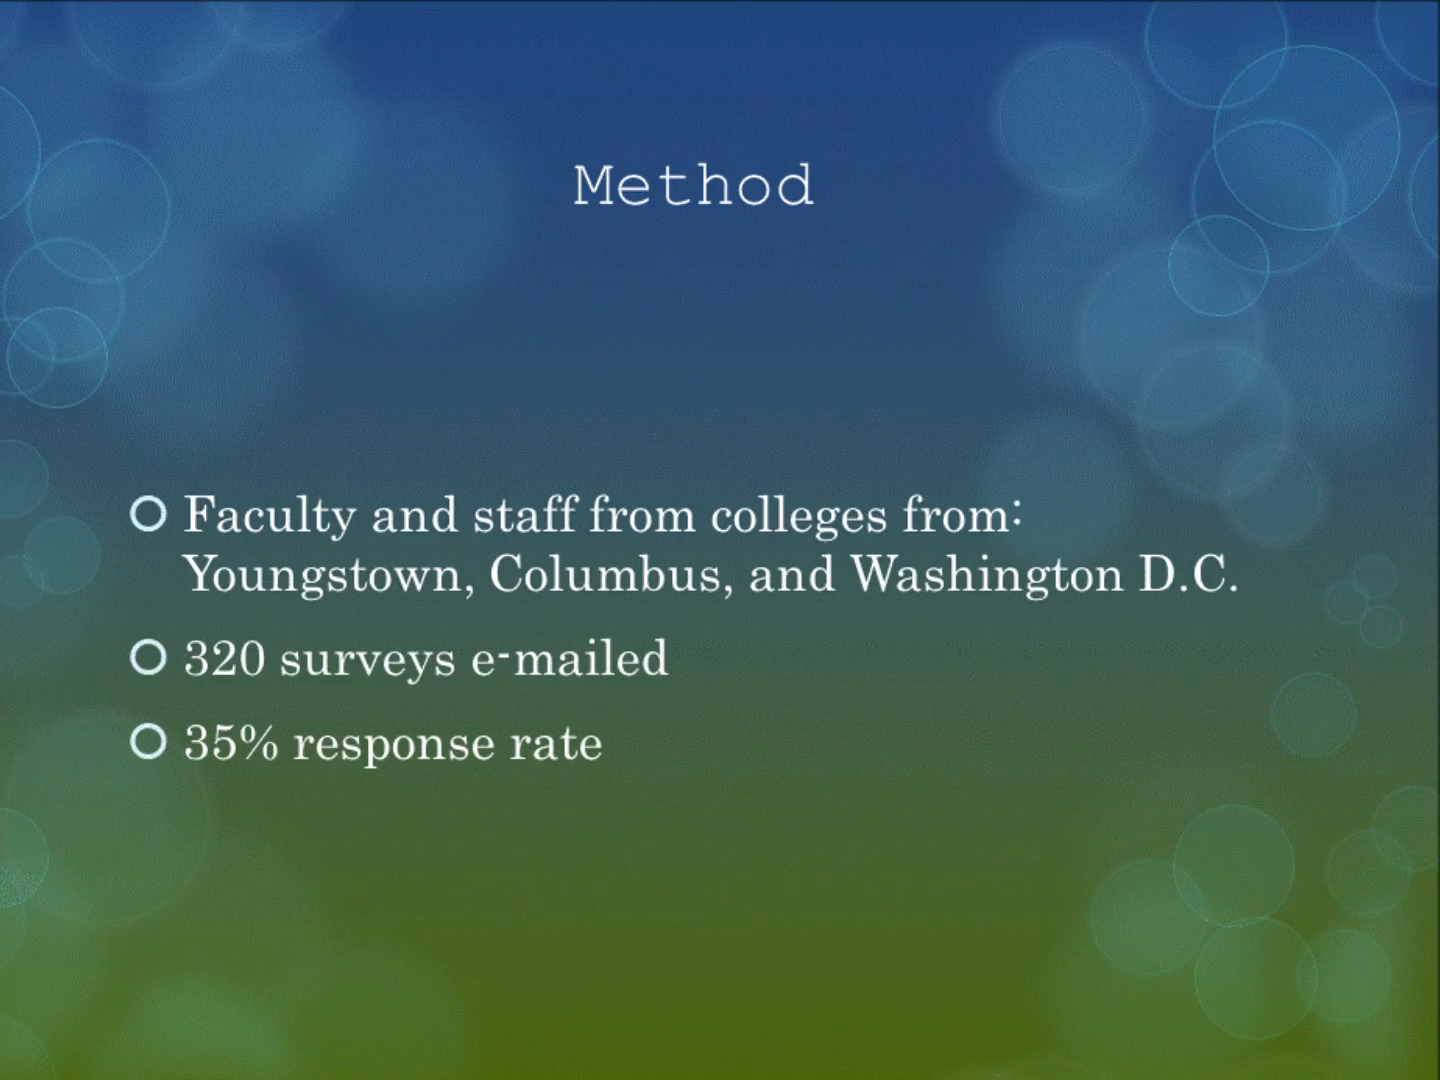 Method
Faculty and staff from colleges from:
Youngstown, Columbus, and Washington D.C.
320 surveys e-mailed
35% response rate